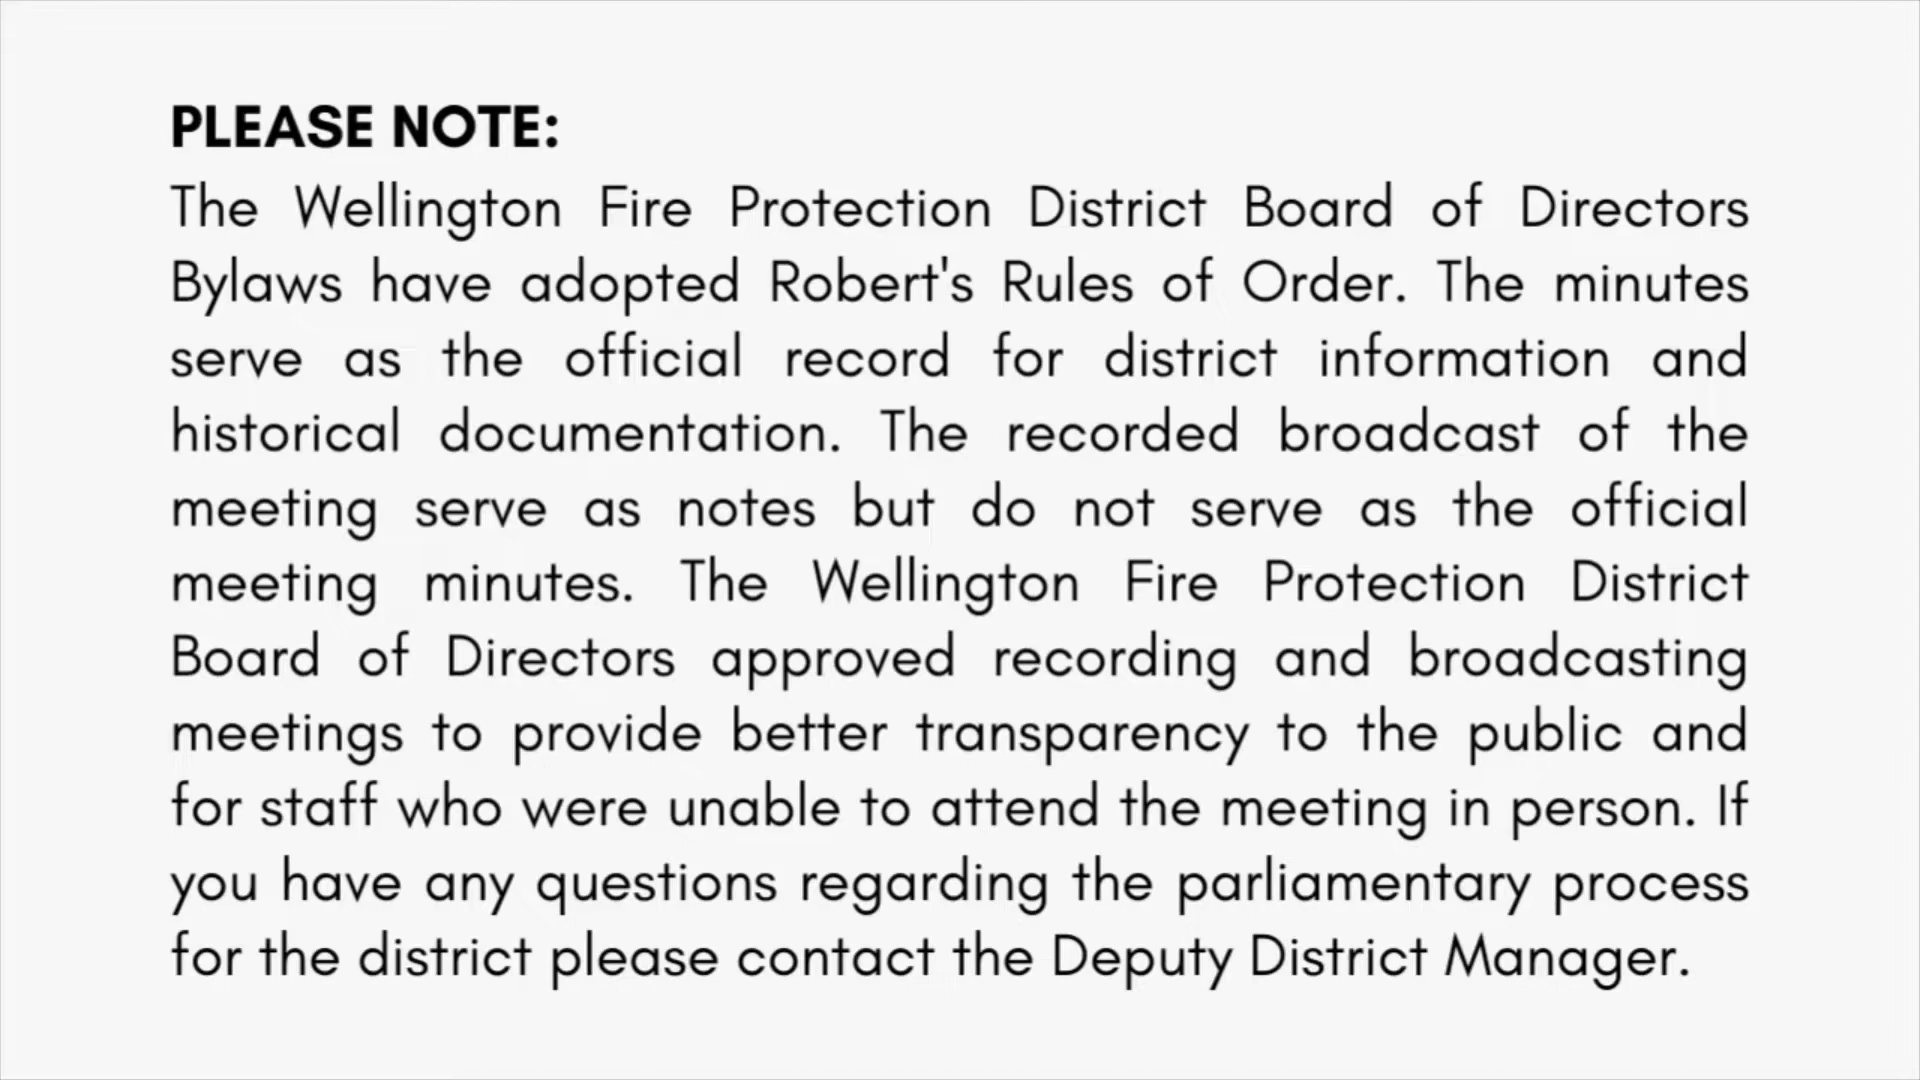 PLEASE NOTE:
The Wellington Fire Protection District Board of Directors
Bylaws have adopted Robert's Rules of Order. The minutes
serve as the official record for district information and
historical documentation. The recorded broadcast of the
meeting serve as notes but do not serve as the official
meeting minutes. The Wellington Fire Protection District
Board of Directors approved recording and broadcasting
meetings to provide better transparency to the public and
for staff who were unable to attend the meeting in person. If
you have any questions regarding the parliamentary process
for the district please contact the Deputy District Manager.